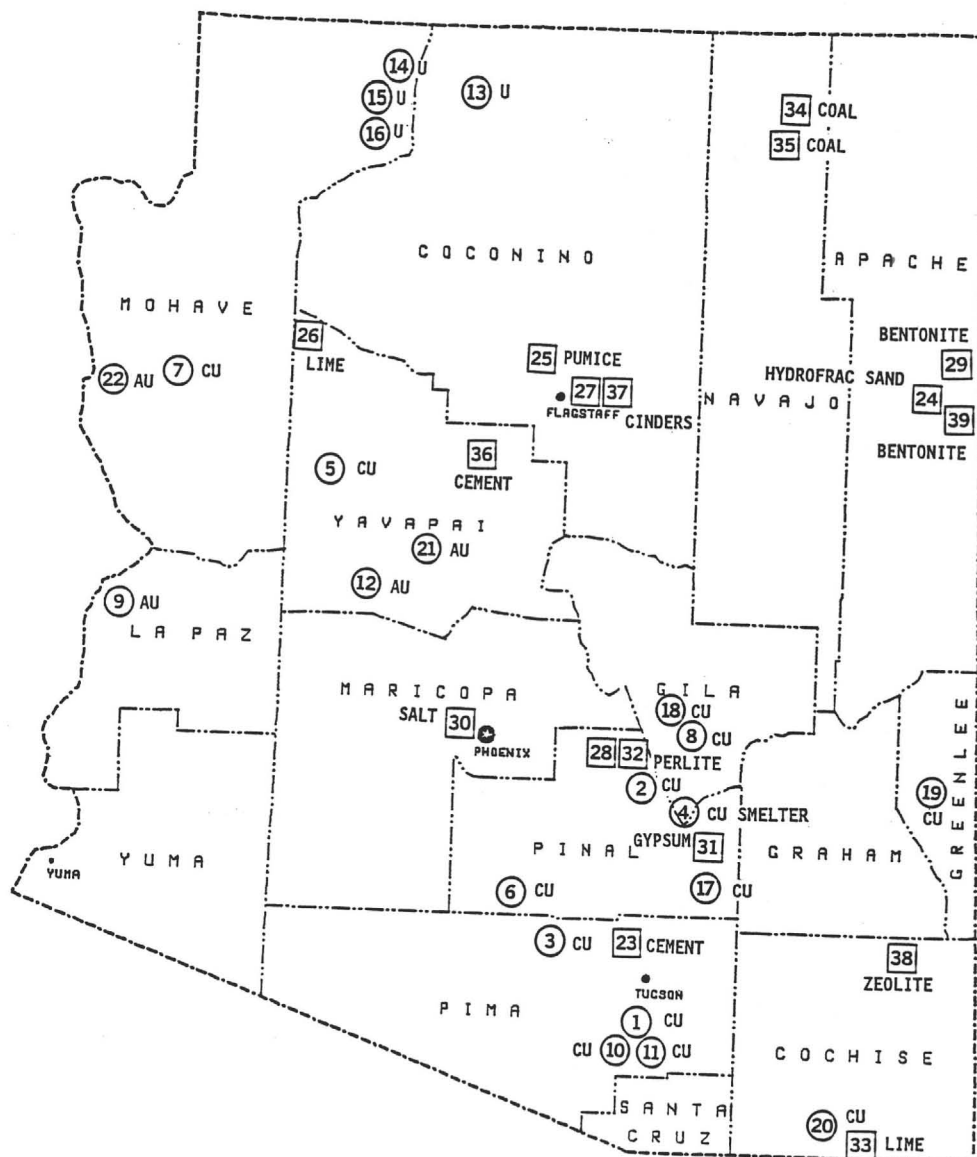 14 U
15 U
13 U
16 U
34 COAL
35 COAL
COCONINO
APACHE
MOHAVE
26
LIME
25 PUMICE
BENTONITE
29
22 AU
7 CU
HYDROFRAC SAND
24
27 37
FLAGSTAFF
CINDERS
NAVAJO
39
BENTONITE
5 CU
36
CEMENT
YAVAPAI
21 AU
12 AU
9 AU
LA PAZ
MARICOPA
GILA
SALT 30
PHOENIX
18 CU
8 CU
28 32 PERLITE
2 CU
4 CU SMELTER
19
CU
GREENLEE
GYPSUM 31
PINAL
GRAHAM
YUMA
YUMA
6 CU
17 CU
3 CU
23 CEMENT
38
ZEOLITE
TUCSON
PIMA
1 CU
CU 10
11 CU
COCHISE
SANTA
CRUZ
20 CU
33 LIME